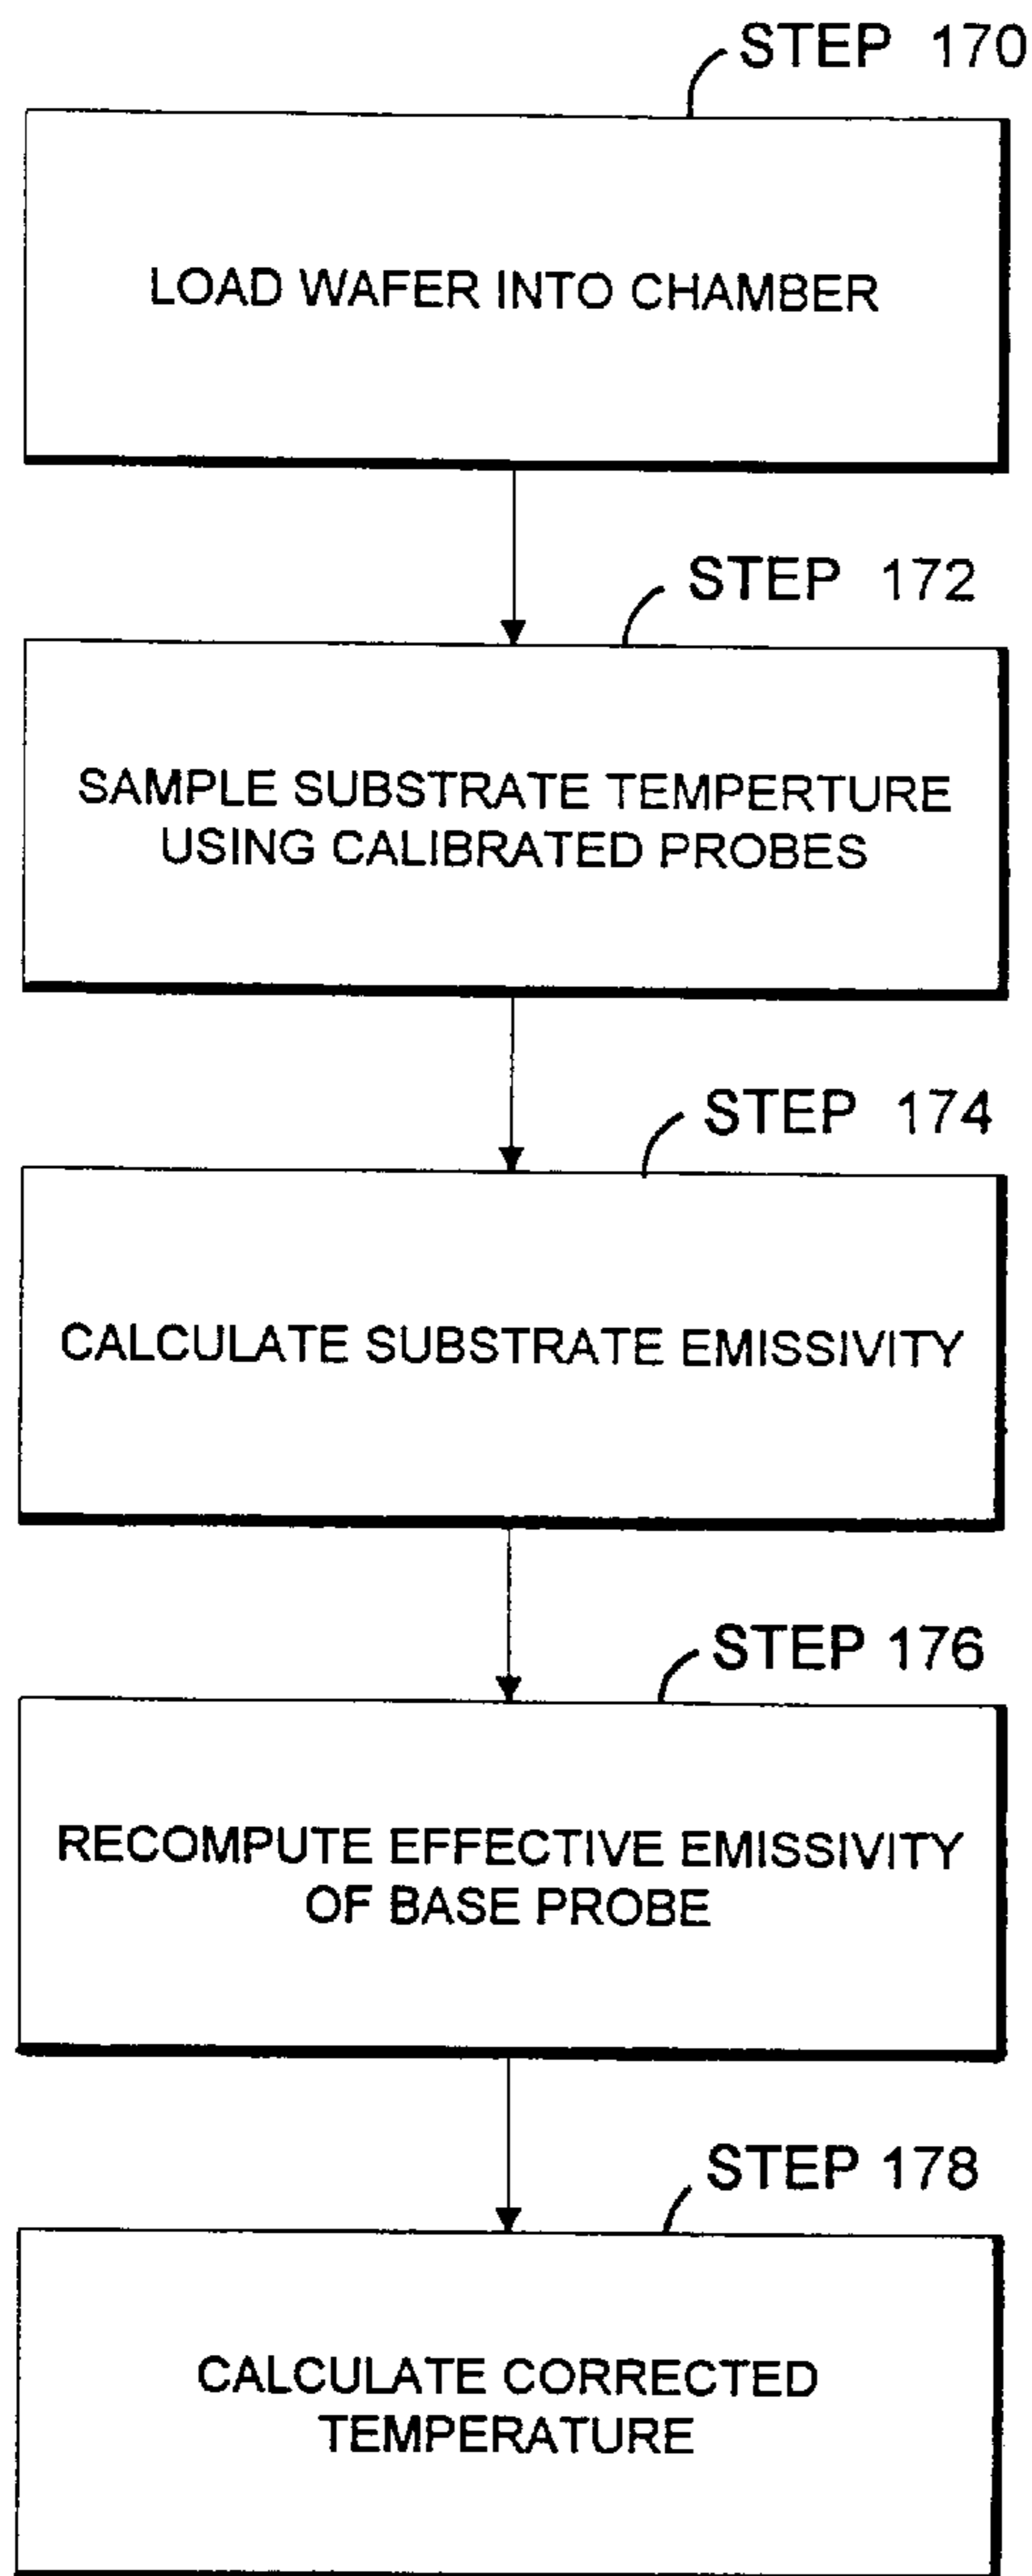 STEP 170
LOAD WAFER INTO CHAMBER
STEP 172
SAMPLE SUBSTRATE TEMPERTURE
USING CALIBRATED PROBES
STEP 174
CALCULATE SUBSTRATE EMISSIVITY
STEP 176
RECOMPUTE EFFECTIVE EMISSIVITY
OF BASE PROBE
STEP 178
CALCULATE CORRECTED
TEMPERATURE